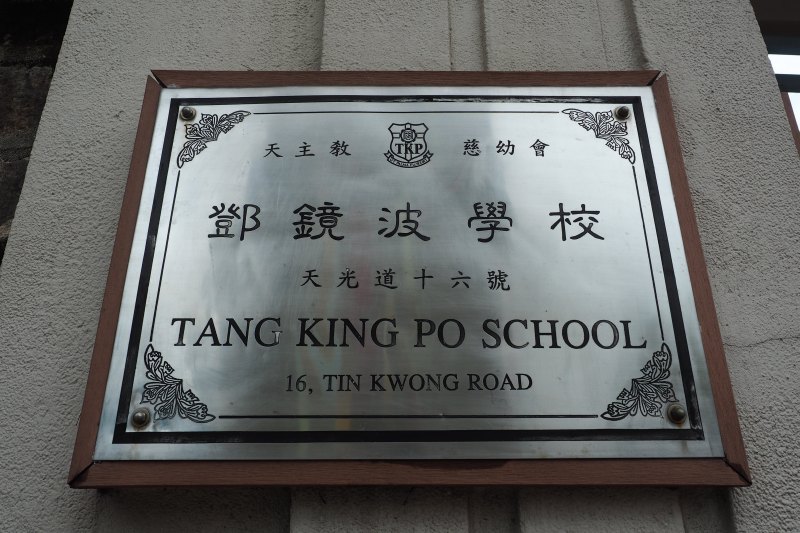 天主教 TKP 慈幼會
鄧鏡波學校
天光道十六號
TANG KING PO SCHOOL
16, TIN KWONG ROAD